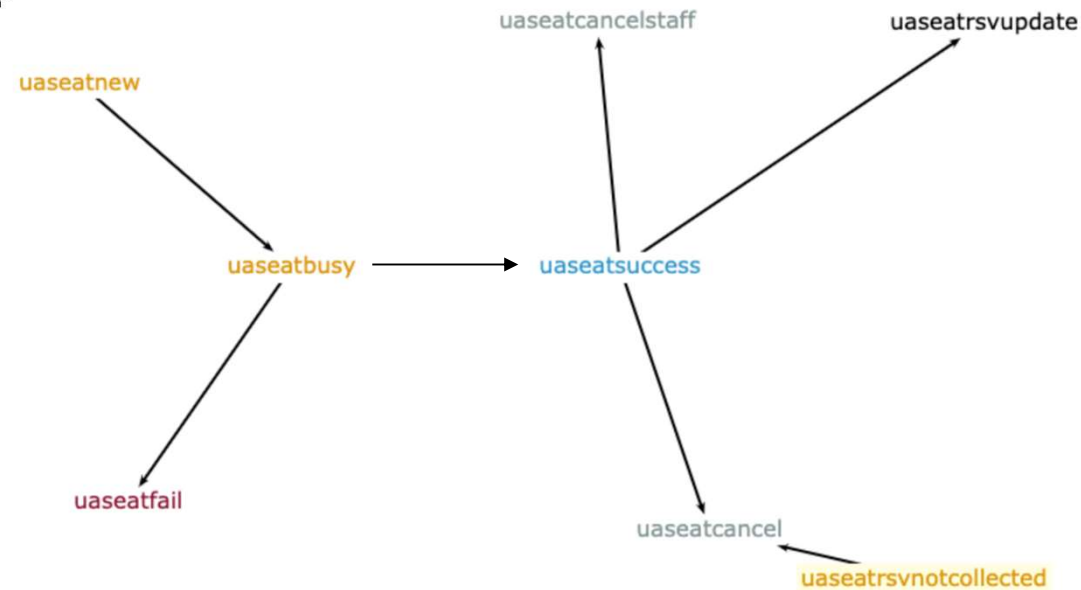 uaseatcancelstaff
uaseatrsvupdate
uaseatnew
uaseatbusy
uaseatsuccess
uaseatfail
uaseatcancel
uaseatrsvnotcollected